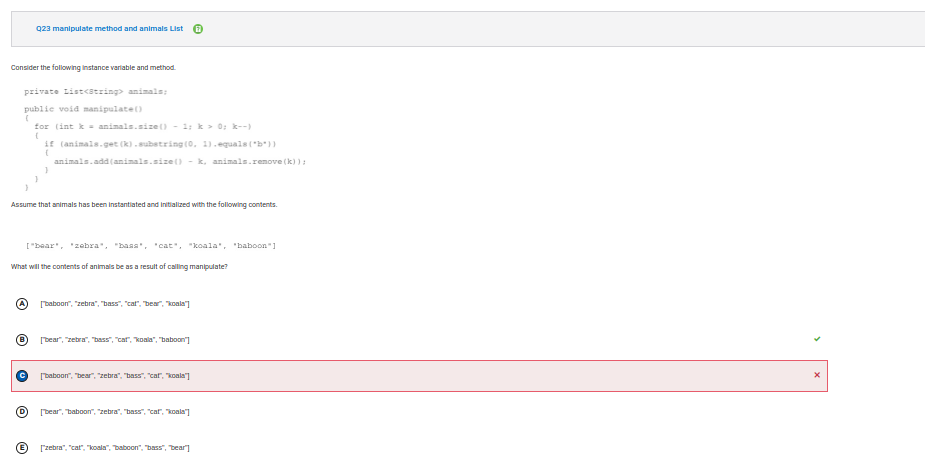 Q23 manipulate method and animals List
Consider the following instance variable and method.
private List<String> animals;
public void manipulate()
{
for (int k = animals.size() - 1; k > 0; k--)
{
if (animals.get(k).substring(0, 1).equals("b"))
{
animals.add(animals.size() - k, animals.remove(k));
}
}
}
Assume that animals has been instantiated and initialized with the following contents.
["bear", "zebra", "bass", "cat", "koala", "baboon"]
What will the contents of animals be as a result of calling manipulate?
A ["baboon", "zebra", "bass", "cat", "bear", "koala"]
B ["bear", "zebra", "bass", "cat", "koala", "baboon"]
C ["baboon", "bear", "zebra", "bass", "cat", "koala"]
D ["bear", "baboon", "zebra", "bass", "cat", "koala"]
E ["zebra", "cat", "koala", "baboon", "bass", "bear"]